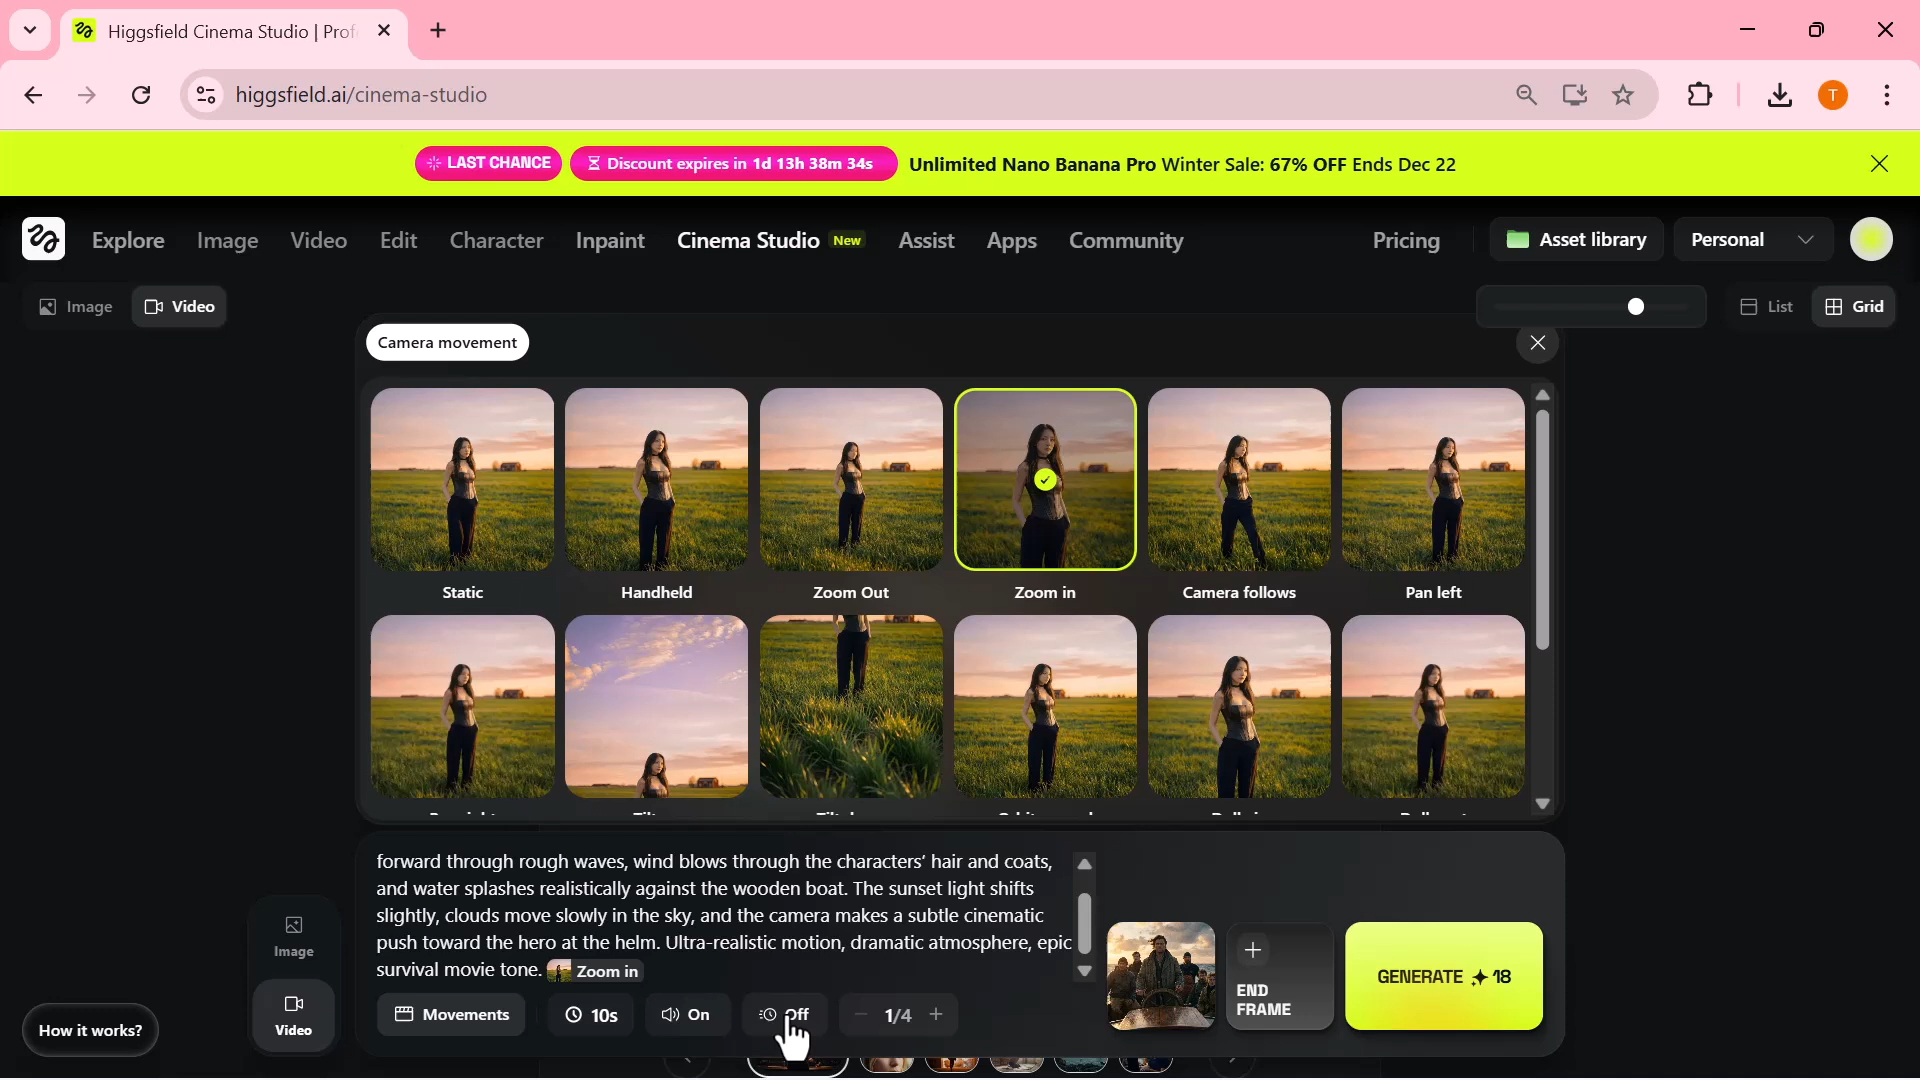 Higgsfield Cinema Studio | Prof
higgsfield.ai/cinema-studio
T
LAST CHANCE
Discount expires in 1d 13h 38m 34s
Unlimited Nano Banana Pro Winter Sale: 67% OFF Ends Dec 22
Explore
Image
Video
Edit
Character
Inpaint
Cinema Studio New
Assist
Apps
Community
Pricing
Asset library
Personal
Image
Video
List
Grid
Camera movement
Static
Handheld
Zoom Out
Zoom in
Camera follows
Pan left
forward through rough waves, wind blows through the characters' hair and coats,
and water splashes realistically against the wooden boat. The sunset light shifts
slightly, clouds move slowly in the sky, and the camera makes a subtle cinematic
push toward the hero at the helm. Ultra-realistic motion, dramatic atmosphere, epic
survival movie tone. Zoom in
Image
Video
Movements
10s
On
Off
1/4
END
FRAME
GENERATE 18
How it works?